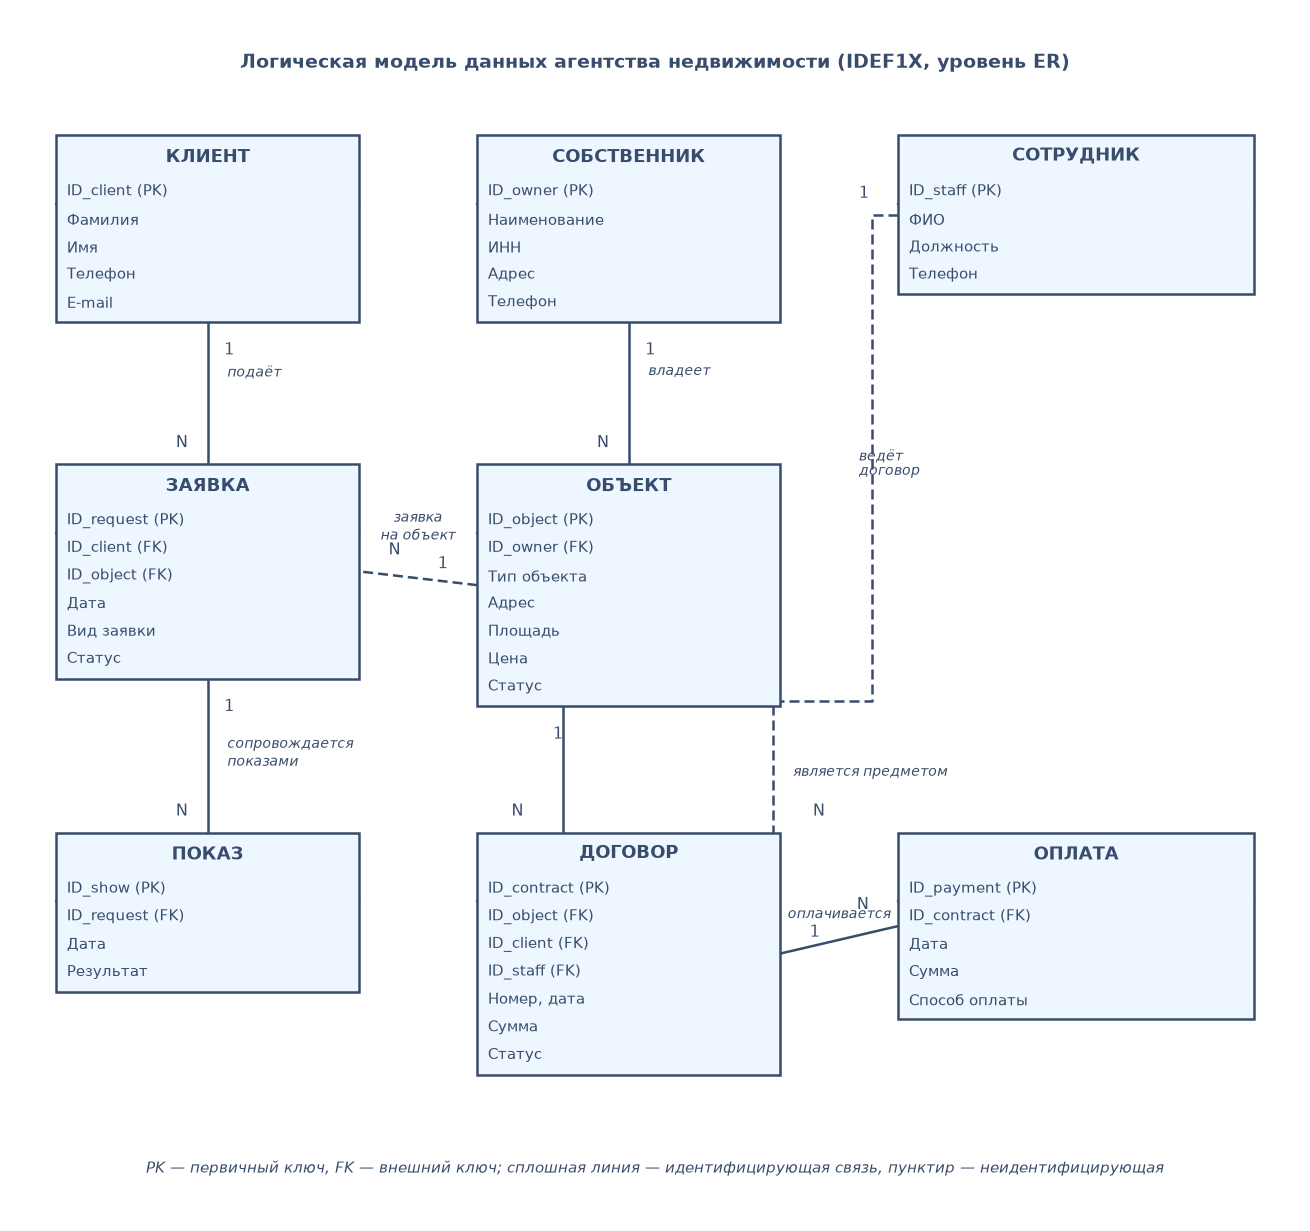 Логическая модель данных агентства недвижимости (IDEF1X, уровень ER)
КЛИЕНТ
ID_client (PK)
Фамилия
Имя
Телефон
E-mail
СОБСТВЕННИК
ID_owner (PK)
Наименование
ИНН
Адрес
Телефон
СОТРУДНИК
ID_staff (PK)
ФИО
Должность
Телефон
1
1
подаёт
N
1
владеет
N
ведёт
договор
ЗАЯВКА
ID_request (PK)
ID_client (FK)
ID_object (FK)
Дата
Вид заявки
Статус
заявка
на объект
N
1
ОБЪЕКТ
ID_object (PK)
ID_owner (FK)
Тип объекта
Адрес
Площадь
Цена
Статус
1
сопровождается
показами
N
1
N
является предметом
N
ПОКАЗ
ID_show (PK)
ID_request (FK)
Дата
Результат
ДОГОВОР
ID_contract (PK)
ID_object (FK)
ID_client (FK)
ID_staff (FK)
Номер, дата
Сумма
Статус
N
оплачивается
1
ОПЛАТА
ID_payment (PK)
ID_contract (FK)
Дата
Сумма
Способ оплаты
PK — первичный ключ, FK — внешний ключ; сплошная линия — идентифицирующая связь, пунктир — неидентифицирующая